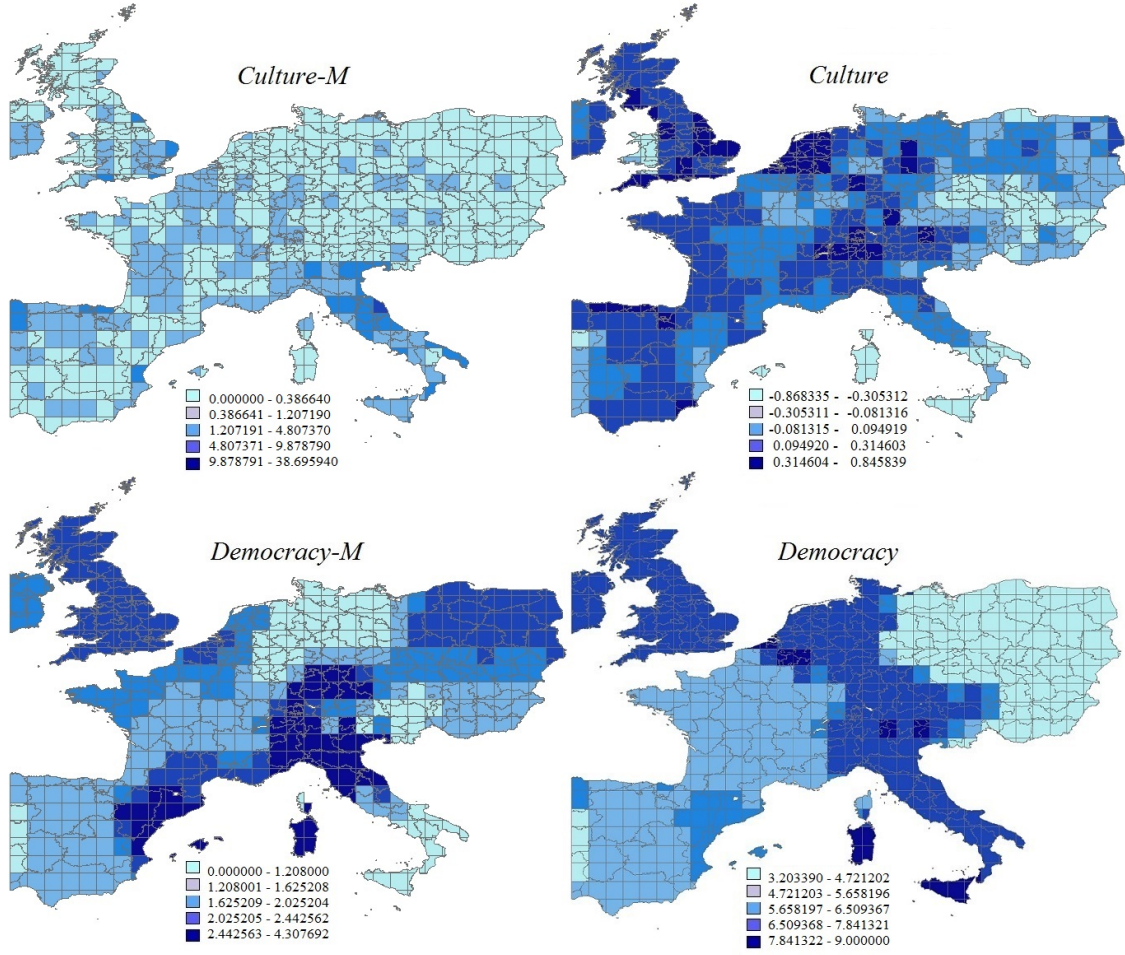 Culture-M
Culture
0.000000 - 0.386640
0.386641 - 1.207190
1.207191 - 4.807370
4.807371 - 9.878790
9.878791 - 38.695940
-0.868335 - -0.305312
-0.305311 - -0.081316
-0.081315 - 0.094919
0.094920 - 0.314603
0.314604 - 0.845839
Democracy-M
Democracy
0.000000 - 1.208000
1.208001 - 1.625208
1.625209 - 2.025204
2.025205 - 2.442562
2.442563 - 4.307692
3.203390 - 4.721202
4.721203 - 5.658196
5.658197 - 6.509367
6.509368 - 7.841321
7.841322 - 9.000000